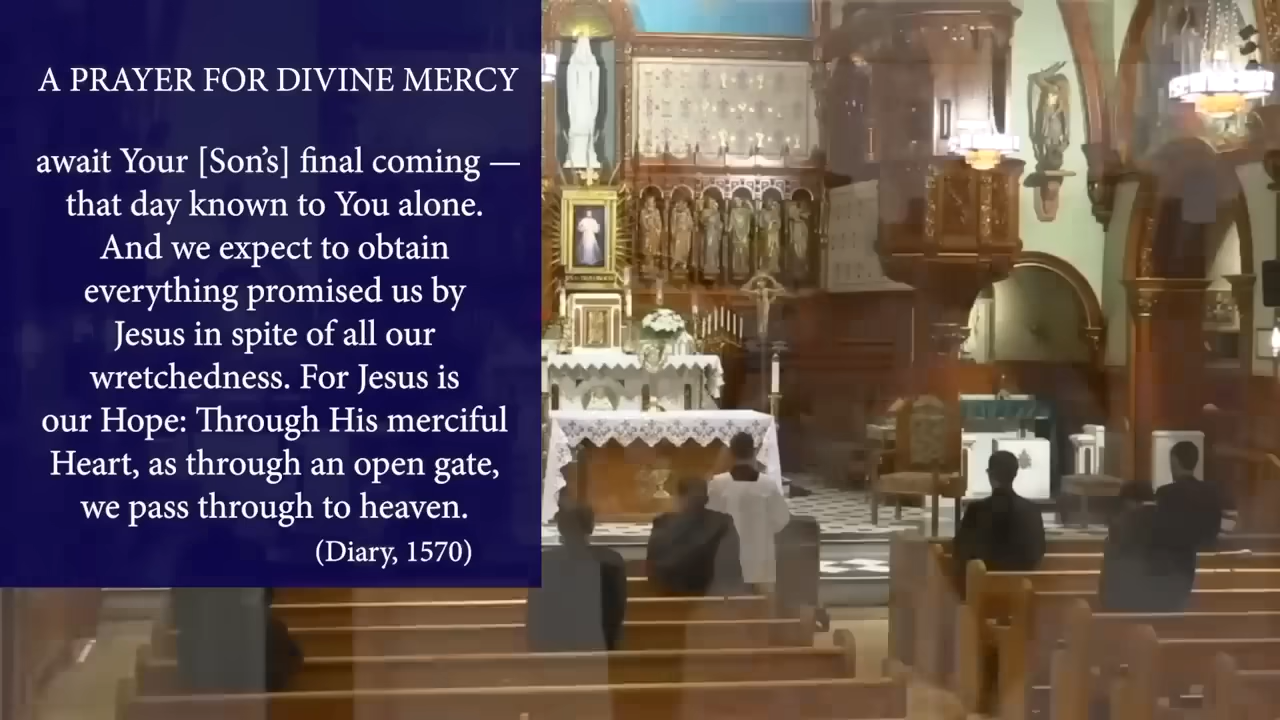 A PRAYER FOR DIVINE MERCY
await Your [Son’s] final coming —
that day known to You alone.
And we expect to obtain
everything promised us by
Jesus in spite of all our
wretchedness. For Jesus is
our Hope: Through His merciful
Heart, as through an open gate,
we pass through to heaven.
(Diary, 1570)